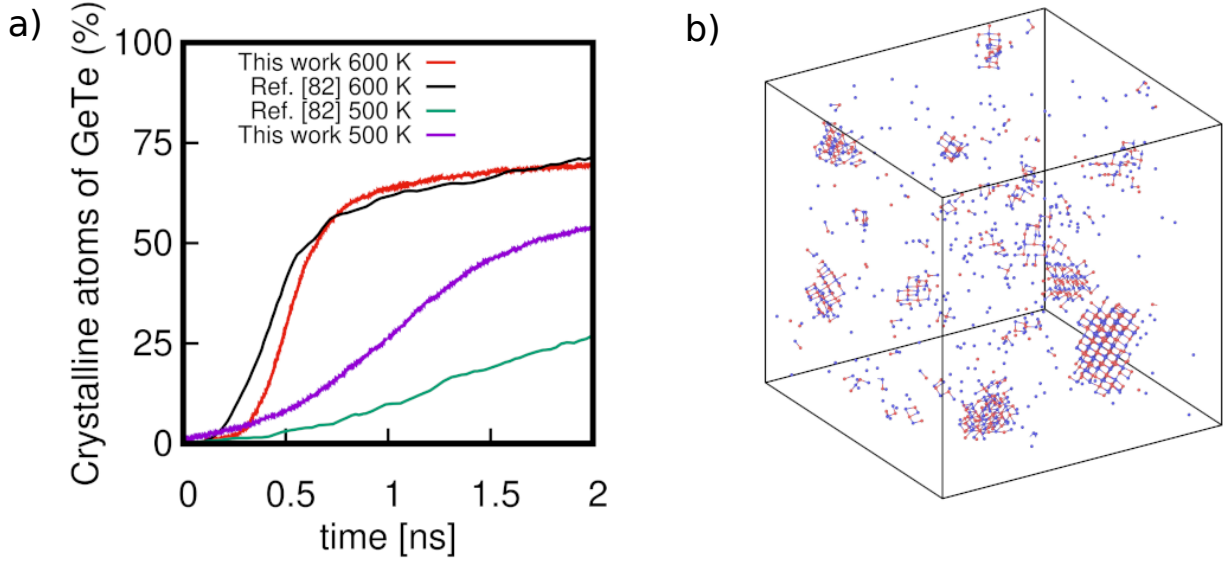 a)
Crystalline atoms of GeTe (%)
100
75
50
25
0
This work 600 K
Ref. [82] 600 K
Ref. [82] 500 K
This work 500 K
0 0.5 1 1.5 2
time [ns]
b)